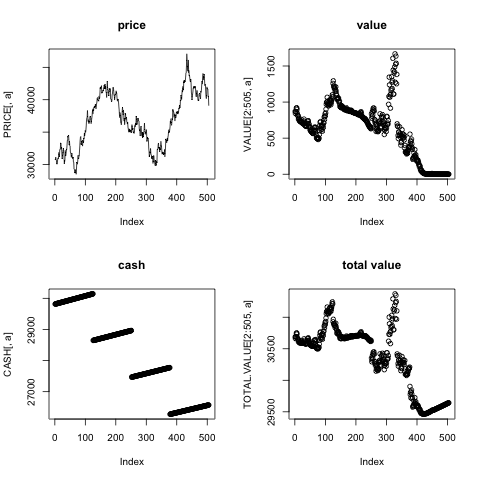 price
value
PRICE[, a]
30000
40000
0 100 200 300 400 500
Index
VALUE[2:505, a]
0
500
1000
1500
0 100 200 300 400 500
Index
cash
total value
CASH[, a]
27000
29000
0 100 200 300 400 500
Index
TOTAL.VALUE[2:505, a]
29500
30500
0 100 200 300 400 500
Index